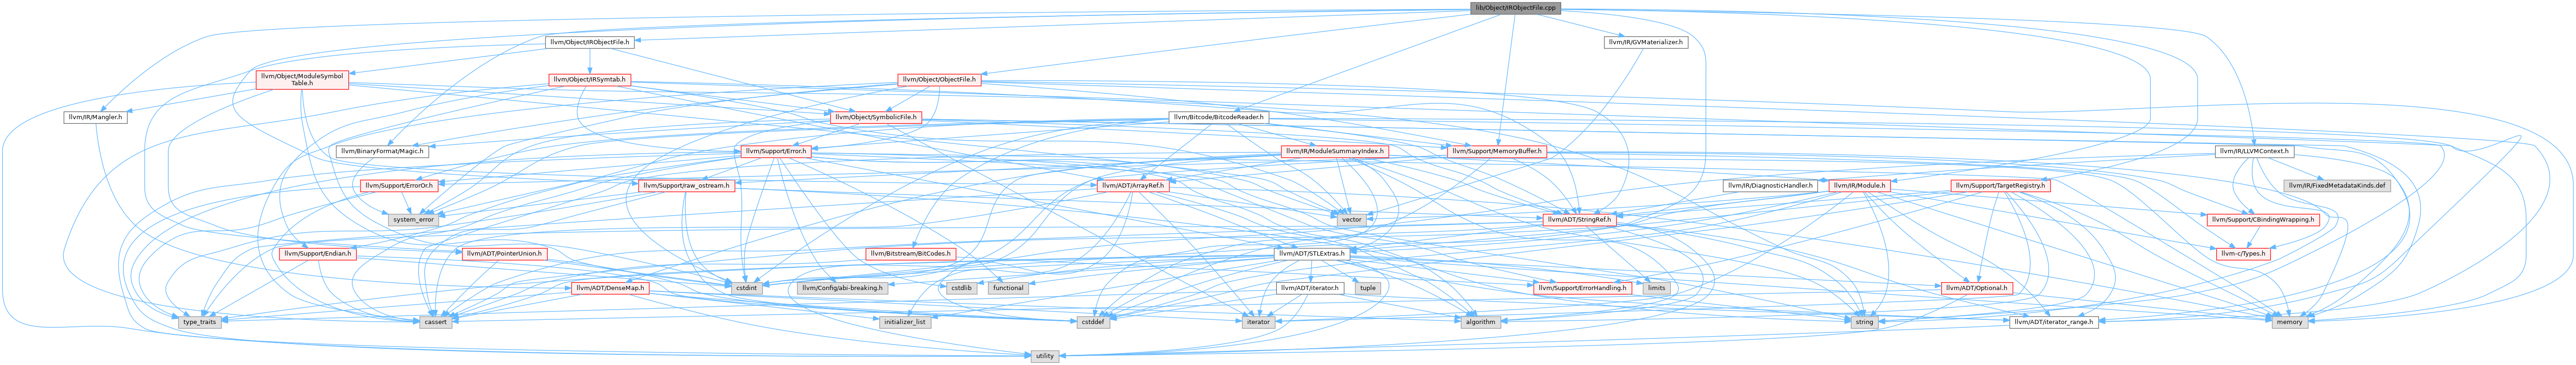 lib/Object/IRObjectFile.cpp
llvm/Object/IRObjectFile.h
llvm/IR/GVMaterializer.h
llvm/Object/ModuleSymbol
Table.h
llvm/Object/IRSymtab.h
llvm/Object/ObjectFile.h
llvm/IR/Mangler.h
llvm/Object/SymbolicFile.h
llvm/Bitcode/BitcodeReader.h
llvm/BinaryFormat/Magic.h
llvm/Support/Error.h
llvm/IR/ModuleSummaryIndex.h
llvm/Support/MemoryBuffer.h
llvm/IR/LLVMContext.h
llvm/Support/ErrorOr.h
llvm/Support/raw_ostream.h
llvm/ADT/ArrayRef.h
llvm/IR/DiagnosticHandler.h
llvm/IR/Module.h
llvm/Support/TargetRegistry.h
llvm/IR/FixedMetadataKinds.def
system_error
vector
llvm/ADT/StringRef.h
llvm/Support/CBindingWrapping.h
llvm/Support/Endian.h
llvm/ADT/PointerUnion.h
llvm/Bitstream/BitCodes.h
llvm/ADT/STLExtras.h
llvm-c/Types.h
llvm/ADT/DenseMap.h
cstdint
llvm/Config/abi-breaking.h
cstdlib
functional
llvm/ADT/iterator.h
tuple
llvm/Support/ErrorHandling.h
limits
llvm/ADT/Optional.h
type_traits
cassert
initializer_list
cstddef
iterator
algorithm
string
llvm/ADT/iterator_range.h
memory
utility